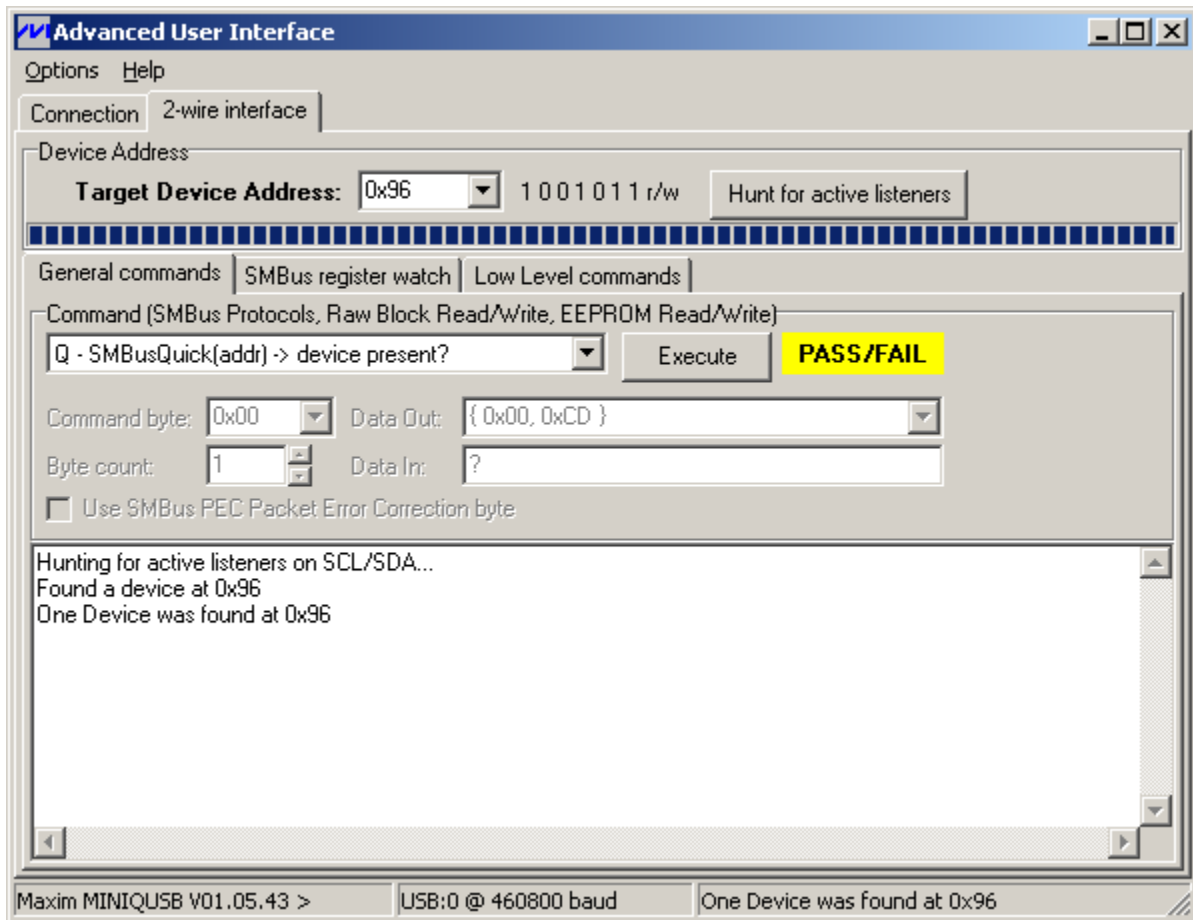 Advanced User Interface
Options Help
Connection 2-wire interface
Device Address
Target Device Address: 0x96 1 0 0 1 0 1 1 r/w Hunt for active listeners
General commands SMBus register watch Low Level commands
Command (SMBus Protocols, Raw Block Read/Write, EEPROM Read/Write)
Q - SMBusQuick(addr) -> device present? Execute PASS/FAIL
Command byte: 0x00 Data Out: { 0x00, 0xCD }
Byte count: 1 Data In: ?
Use SMBus PEC Packet Error Correction byte
Hunting for active listeners on SCL/SDA...
Found a device at 0x96
One Device was found at 0x96
Maxim MINIQUSB V01.05.43 > USB:0 @ 460800 baud One Device was found at 0x96